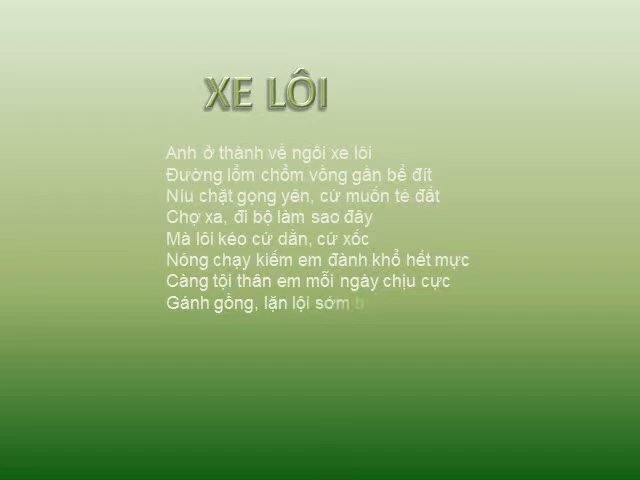 XE LÔI
Anh ở thành về ngồi xe lôi
Đường lồm chồm vồng gần bể đít
Níu chặt gọng yên, cứ muốn té đất
Chợ xa, đi bộ làm sao đây
Mà lôi kéo cứ dằn, cứ xốc
Nóng chạy kiếm em đành khổ hết mực
Càng tội thân em mỗi ngày chịu cực
Gánh gồng, lặn lội sớm